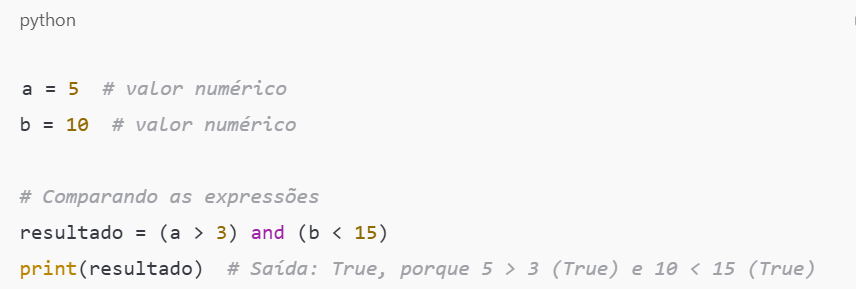 python
a = 5  # valor numérico
b = 10  # valor numérico
# Comparando as expressões
resultado = (a > 3) and (b < 15)
print(resultado)  # Saída: True, porque 5 > 3 (True) e 10 < 15 (True)